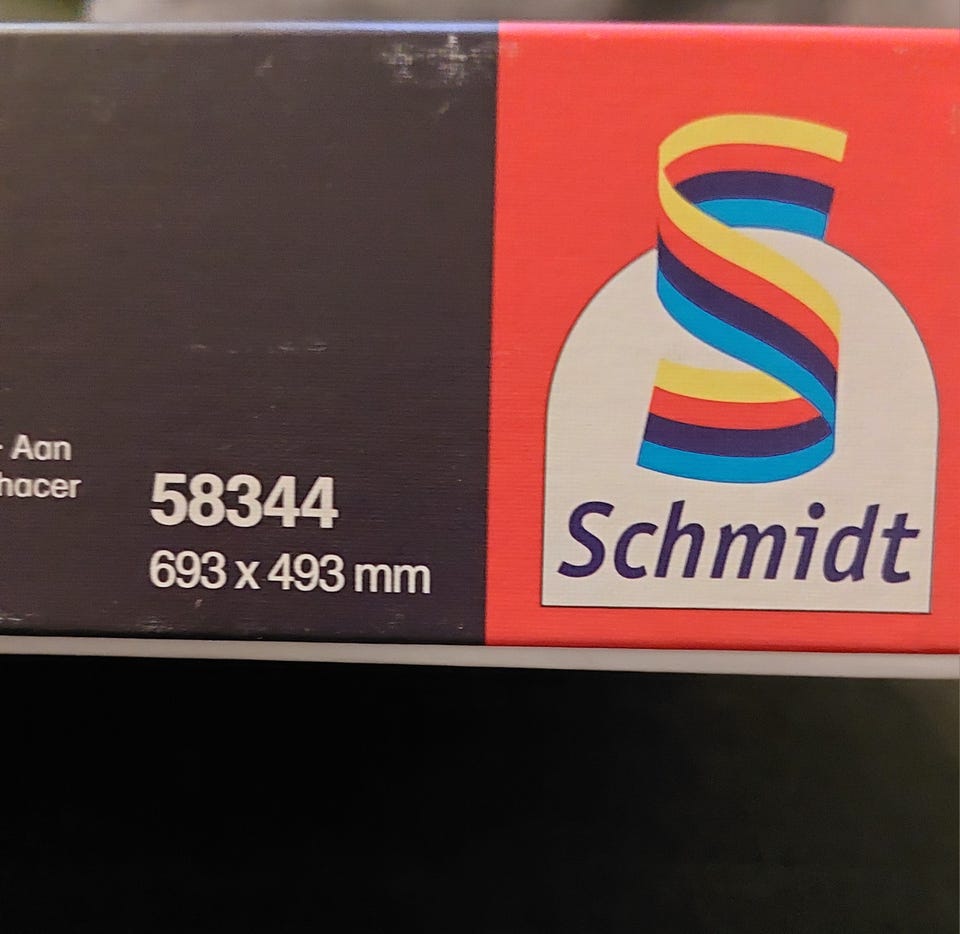 - Aan
hacer
58344
693 x 493 mm
Schmidt